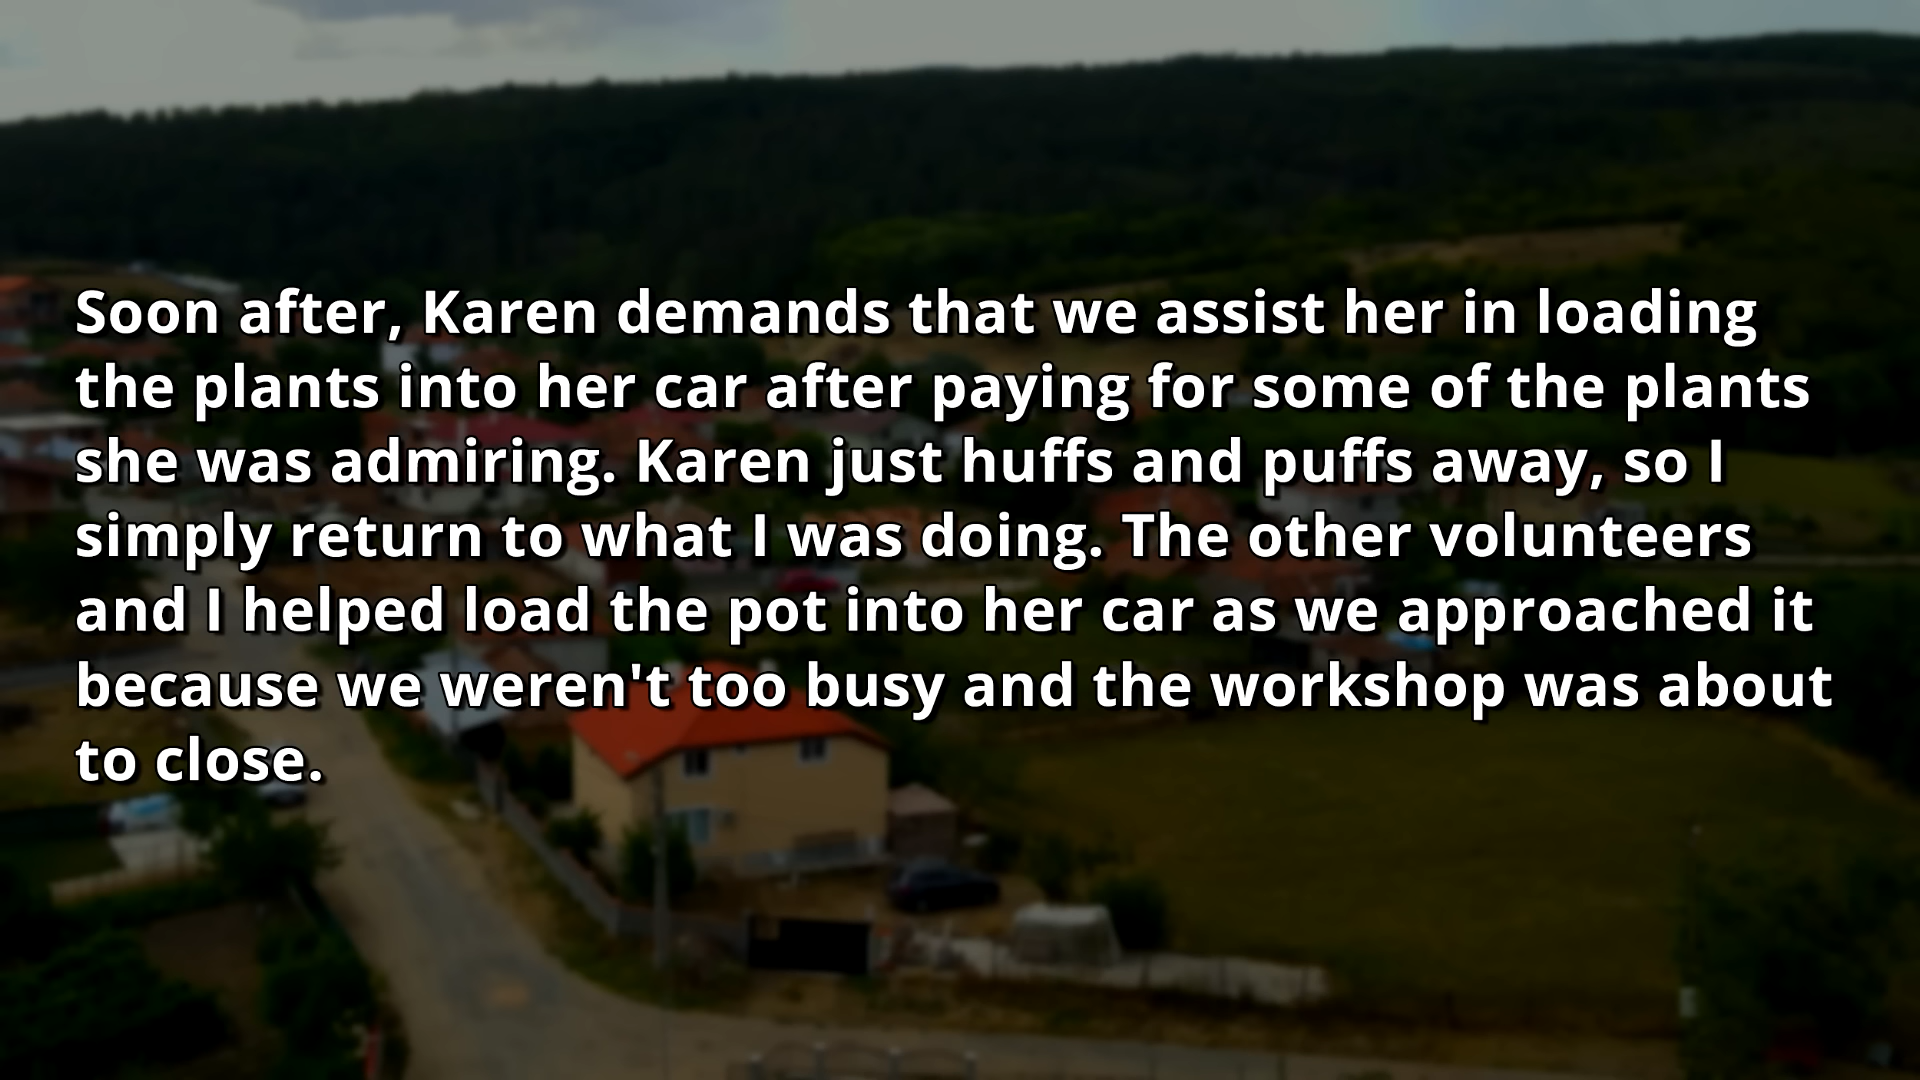 Soon after, Karen demands that we assist her in loading
the plants into her car after paying for some of the plants
she was admiring. Karen just huffs and puffs away, so I
simply return to what I was doing. The other volunteers
and I helped load the pot into her car as we approached it
because we weren't too busy and the workshop was about
to close.